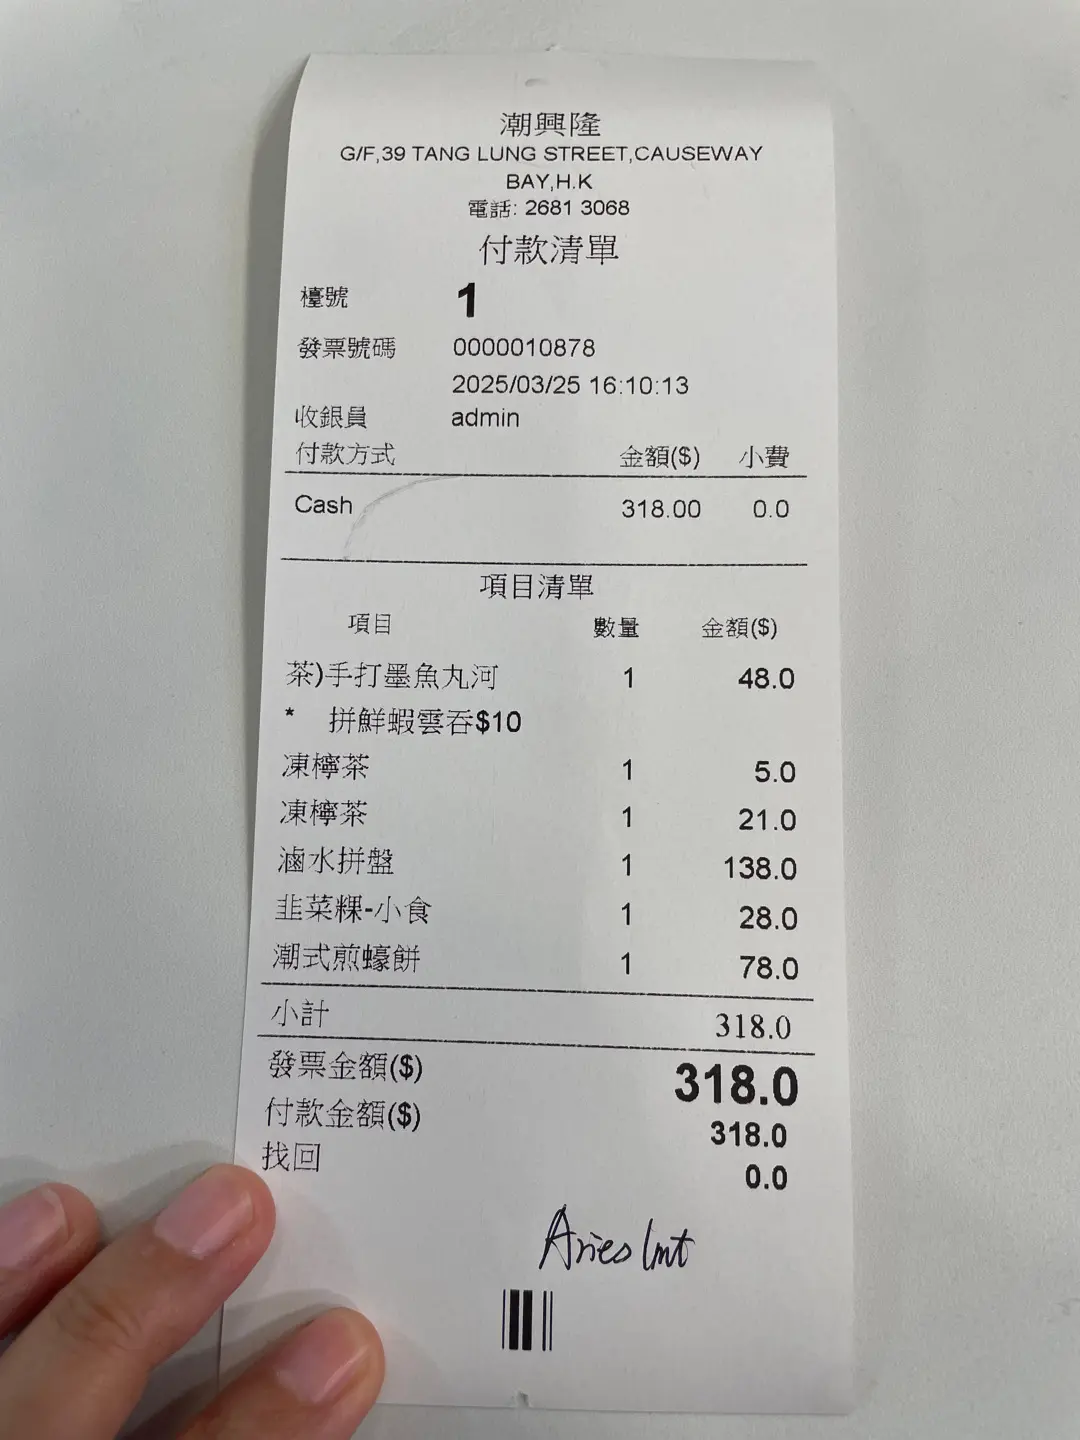 潮興隆
G/F,39 TANG LUNG STREET,CAUSEWAY
BAY,H.K
電話: 2681 3068
付款清單
檯號 1
發票號碼 0000010878
2025/03/25 16:10:13
收銀員 admin
付款方式 金額($) 小費
Cash 318.00 0.0
項目清單
項目 數量 金額($)
茶)手打墨魚丸河 1 48.0
* 拼鮮蝦雲吞$10
凍檸茶 1 5.0
凍檸茶 1 21.0
滷水拼盤 1 138.0
韭菜粿-小食 1 28.0
潮式煎蠔餅 1 78.0
小計 318.0
發票金額($) 318.0
付款金額($) 318.0
找回 0.0
Aries